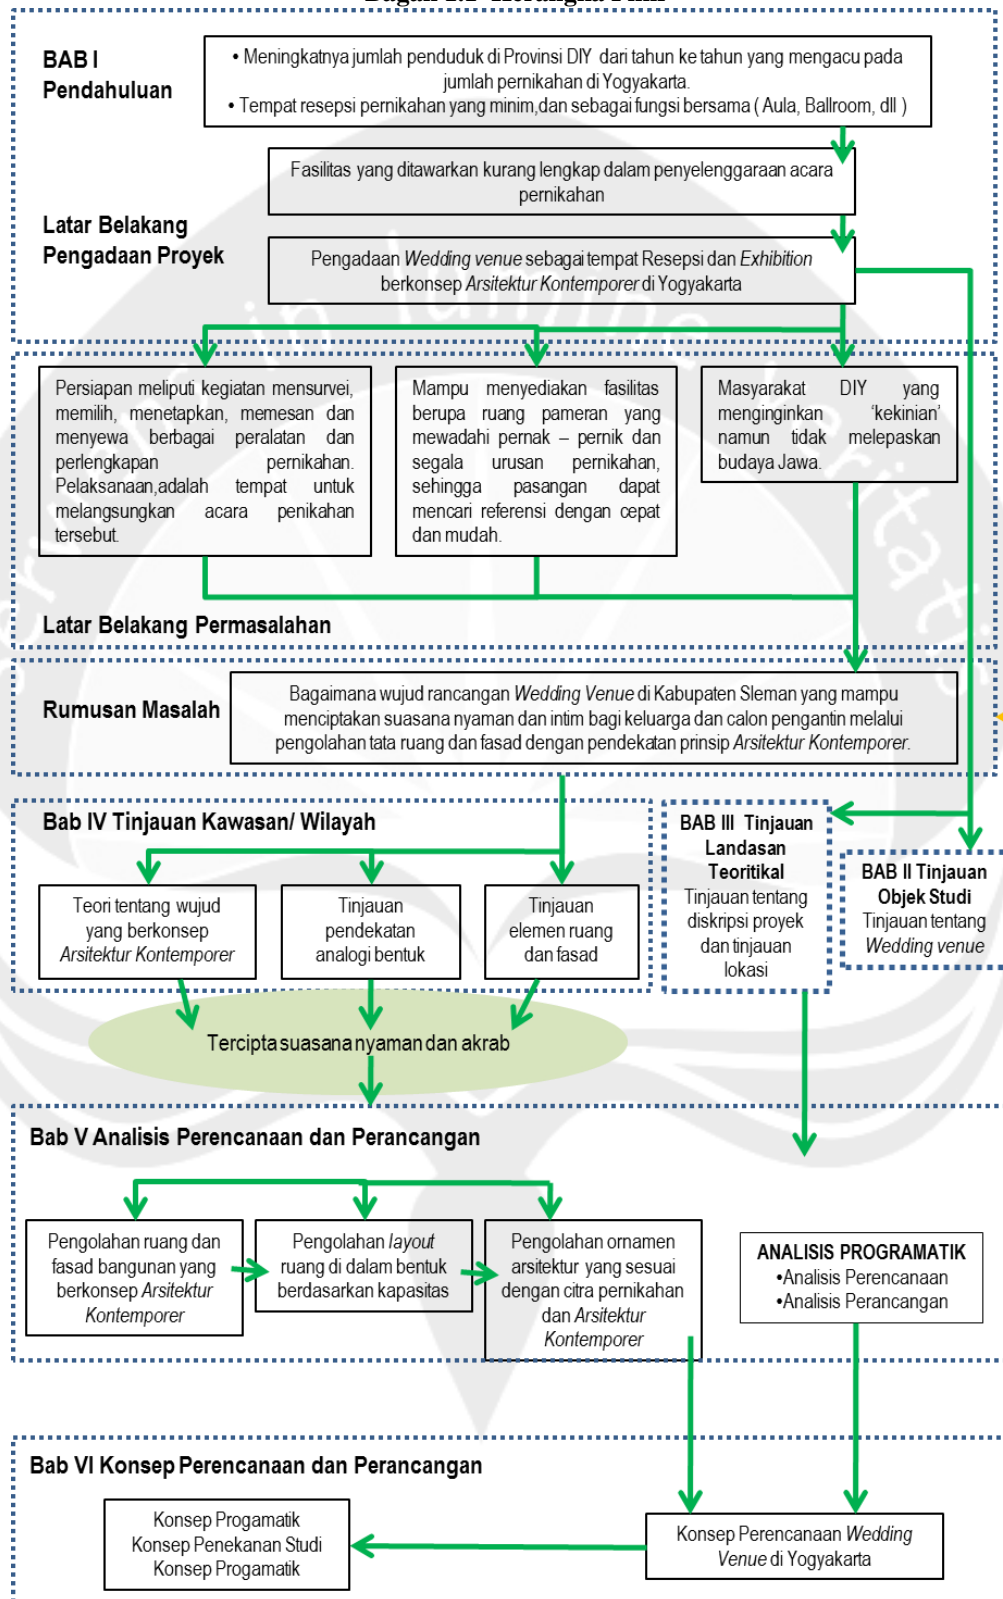 BAB I
Pendahuluan
• Meningkatnya jumlah penduduk di Provinsi DIY dari tahun ke tahun yang mengacu pada
jumlah pernikahan di Yogyakarta.
• Tempat resepsi pernikahan yang minim,dan sebagai fungsi bersama ( Aula, Ballroom, dll )
Fasilitas yang ditawarkan kurang lengkap dalam penyelenggaraan acara
pernikahan
Latar Belakang
Pengadaan Proyek
Pengadaan Wedding venue sebagai tempat Resepsi dan Exhibition
berkonsep Arsitektur Kontemporer di Yogyakarta
Persiapan meliputi kegiatan mensurvei,
memilih, menetapkan, memesan dan
menyewa berbagai peralatan dan
perlengkapan pernikahan.
Pelaksanaan,adalah tempat untuk
melangsungkan acara penikahan
tersebut.
Mampu menyediakan fasilitas
berupa ruang pameran yang
mewadahi pernak – pernik dan
segala urusan pernikahan,
sehingga pasangan dapat
mencari referensi dengan cepat
dan mudah.
Masyarakat DIY yang
menginginkan ‘kekinian’
namun tidak melepaskan
budaya Jawa.
Latar Belakang Permasalahan
Rumusan Masalah
Bagaimana wujud rancangan Wedding Venue di Kabupaten Sleman yang mampu
menciptakan suasana nyaman dan intim bagi keluarga dan calon pengantin melalui
pengolahan tata ruang dan fasad dengan pendekatan prinsip Arsitektur Kontemporer.
Bab IV Tinjauan Kawasan/ Wilayah
Teori tentang wujud
yang berkonsep
Arsitektur Kontemporer
Tinjauan
pendekatan
analogi bentuk
Tinjauan
elemen ruang
dan fasad
BAB III Tinjauan
Landasan
Teoritikal
Tinjauan tentang
diskripsi proyek
dan tinjauan
lokasi
BAB II Tinjauan
Objek Studi
Tinjauan tentang
Wedding venue
Tercipta suasana nyaman dan akrab
Bab V Analisis Perencanaan dan Perancangan
Pengolahan ruang dan
fasad bangunan yang
berkonsep Arsitektur
Kontemporer
Pengolahan layout
ruang di dalam bentuk
berdasarkan kapasitas
Pengolahan ornamen
arsitektur yang sesuai
dengan citra pernikahan
dan Arsitektur
Kontemporer
ANALISIS PROGRAMATIK
•Analisis Perencanaan
•Analisis Perancangan
Bab VI Konsep Perencanaan dan Perancangan
Konsep Progamatik
Konsep Penekanan Studi
Konsep Progamatik
Konsep Perencanaan Wedding
Venue di Yogyakarta